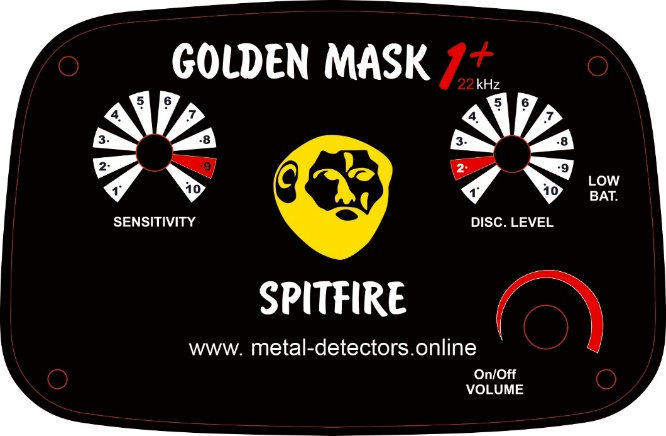 GOLDEN MASK 1+
22 kHz
1 2 3 4 5 6 7 8 9 10
SENSITIVITY
1 2 3 4 5 6 7 8 9 10
DISC. LEVEL
LOW
BAT.
SPITFIRE
www. metal-detectors.online
On/Off
VOLUME